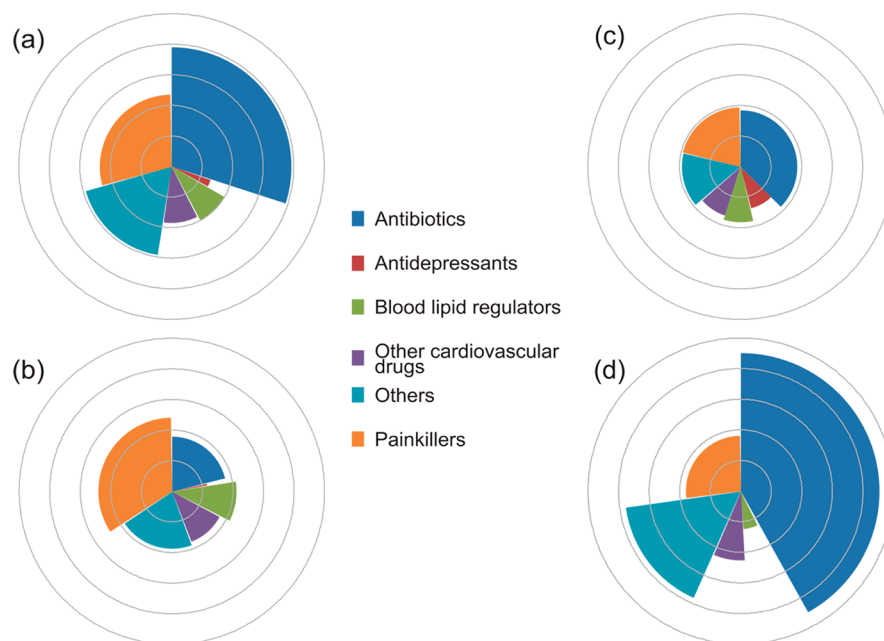 (a)
(c)
Antibiotics
Antidepressants
Blood lipid regulators
Other cardiovascular
drugs
Others
Painkillers
(b)
(d)